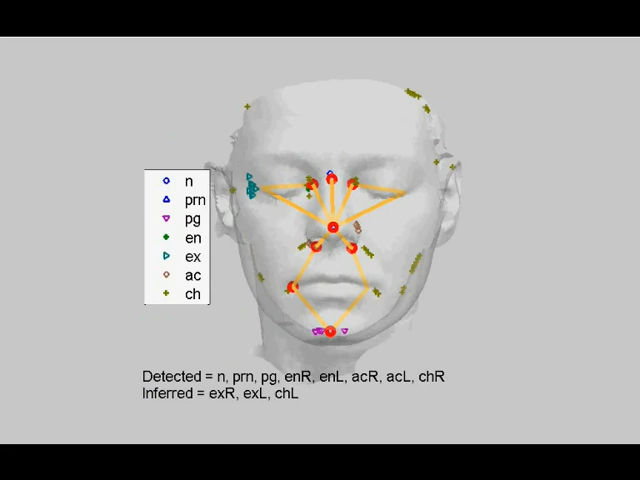 n
prn
pg
en
ex
ac
ch
Detected = n, prn, pg, enR, enL, acR, acL, chR
Inferred = exR, exL, chL